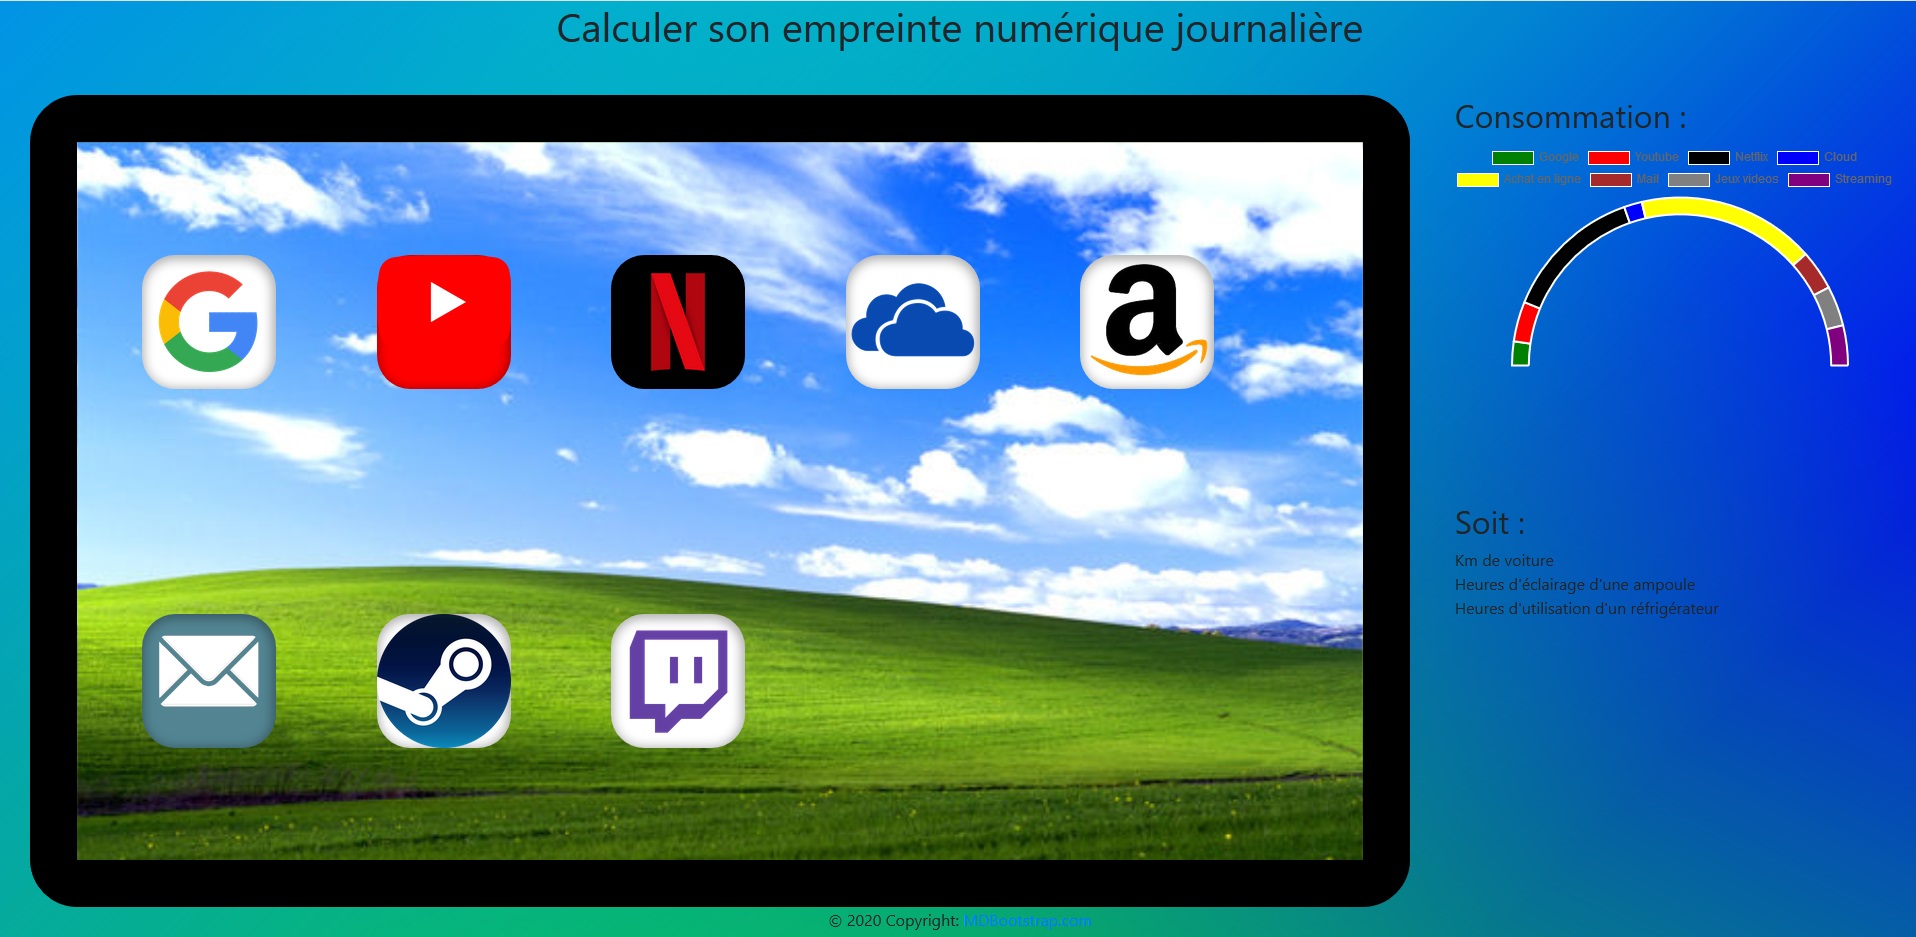 Calculer son empreinte numérique journalière
Consommation :
Google Youtube Netflix Cloud
Achat en ligne Mail Jeux videos Streaming
Soit :
Km de voiture
Heures d'éclairage d'une ampoule
Heures d'utilisation d'un réfrigérateur
© 2020 Copyright: MDBootstrap.com